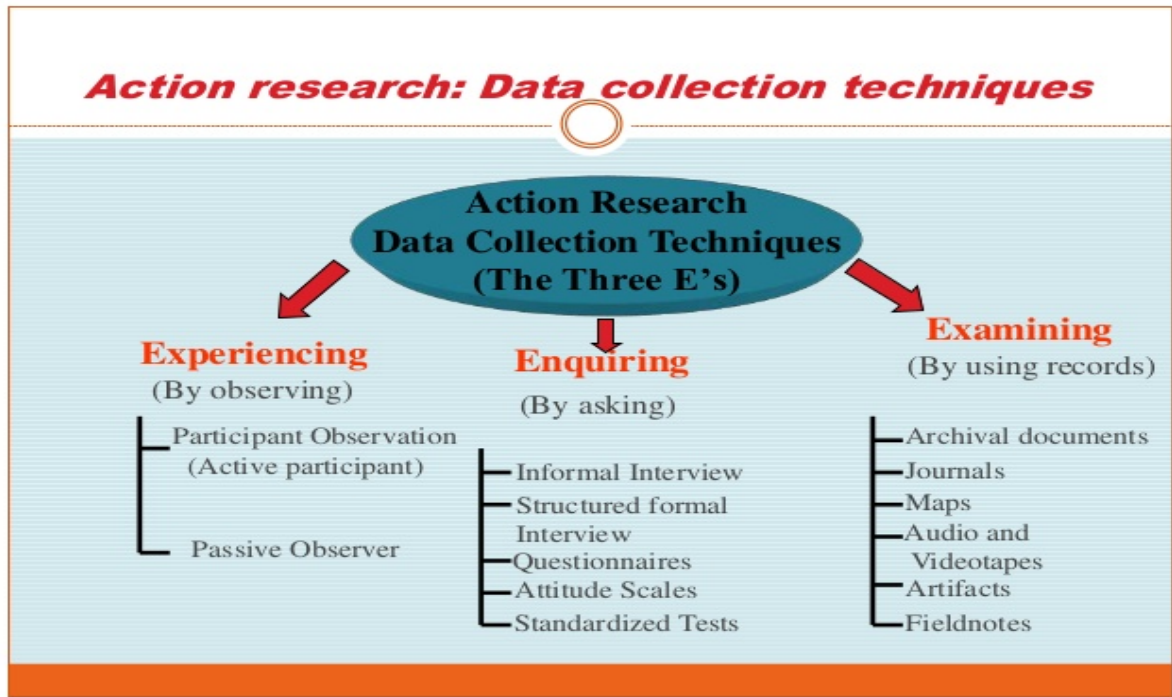 Action research: Data collection techniques
Action Research
Data Collection Techniques
(The Three E's)
Experiencing
(By observing)
Participant Observation
(Active participant)
Passive Observer
Enquiring
(By asking)
Informal Interview
Structured formal
Interview
Questionnaires
Attitude Scales
Standardized Tests
Examining
(By using records)
Archival documents
Journals
Maps
Audio and
Videotapes
Artifacts
Fieldnotes